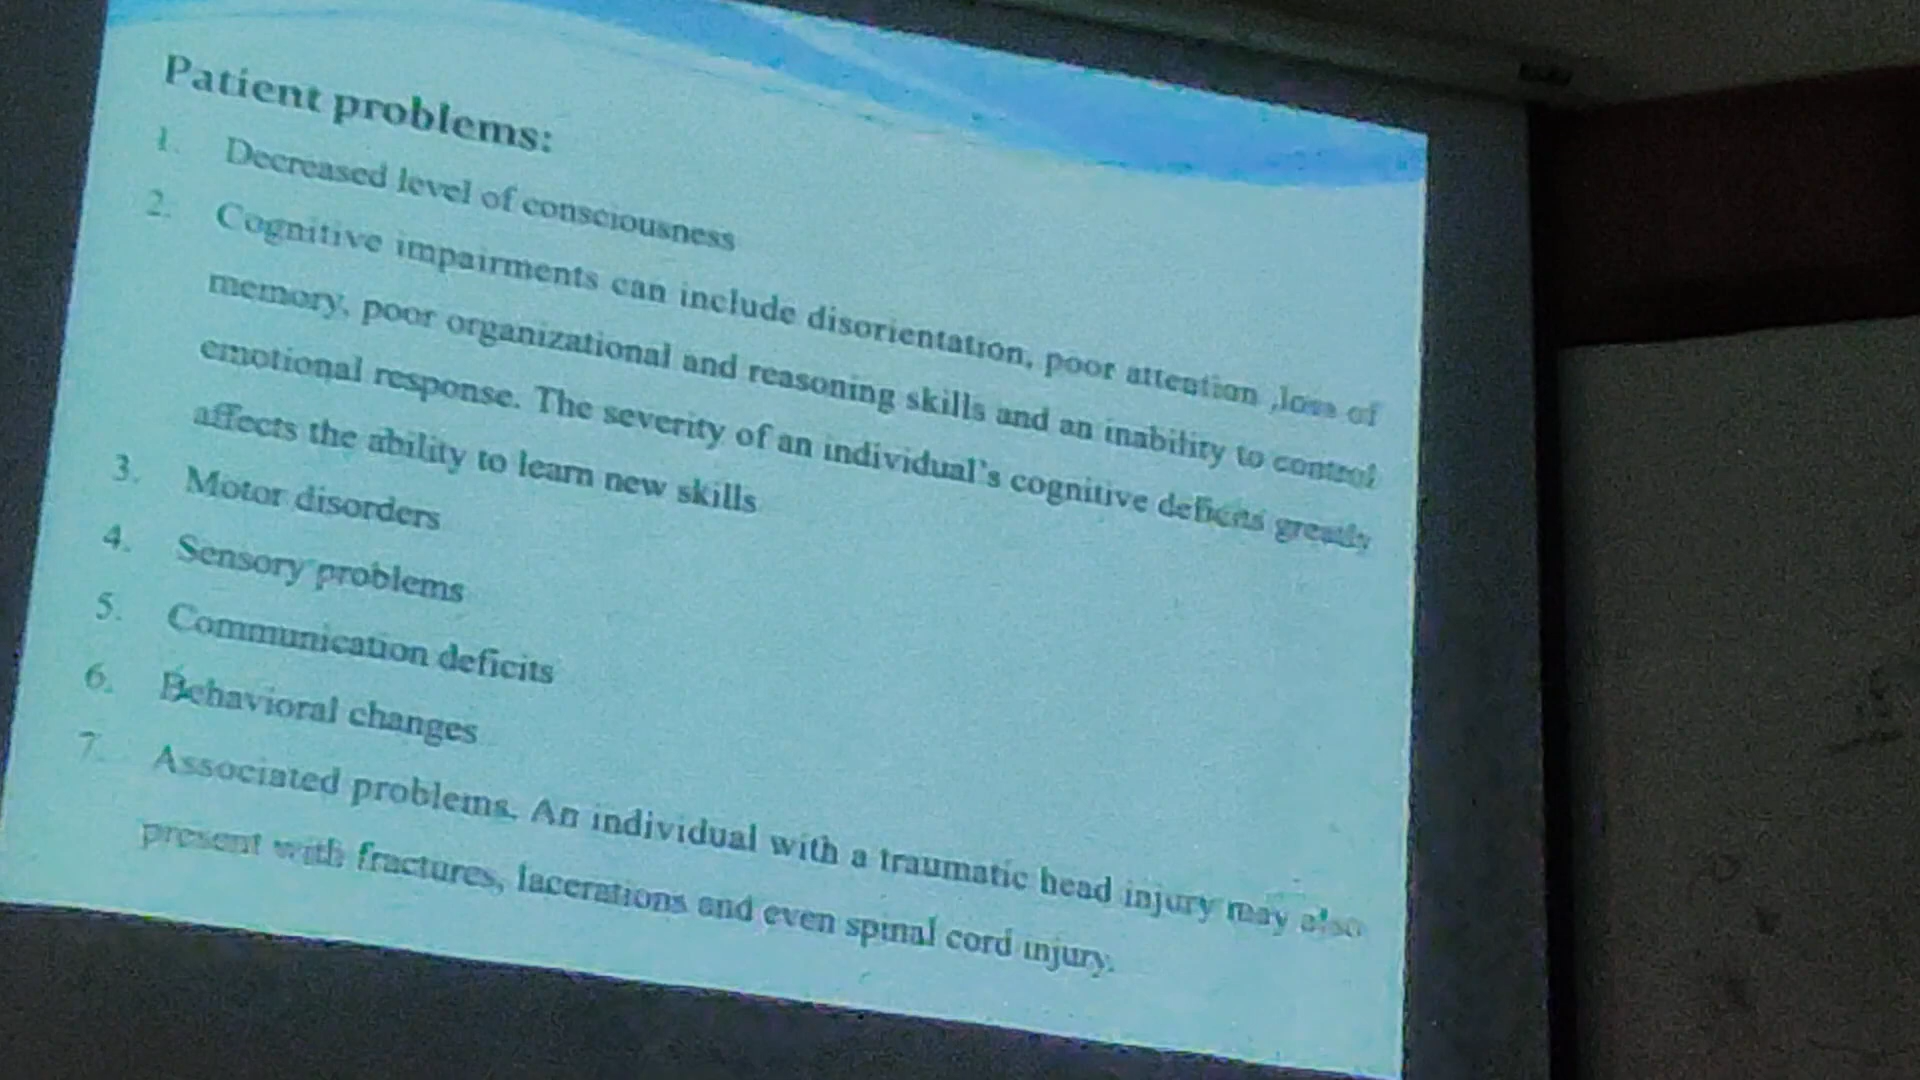 Patient problems:
1. Decreased level of consciousness
2. Cognitive impairments can include disorientation, poor attention ,loss of
memory, poor organizational and reasoning skills and an inability to control
emotional response. The severity of an individual's cognitive deficits greatly
affects the ability to learn new skills
3. Motor disorders
4. Sensory problems
5. Communication deficits
6. Behavioral changes
7. Associated problems. An individual with a traumatic head injury may also
present with fractures, lacerations and even spinal cord injury.